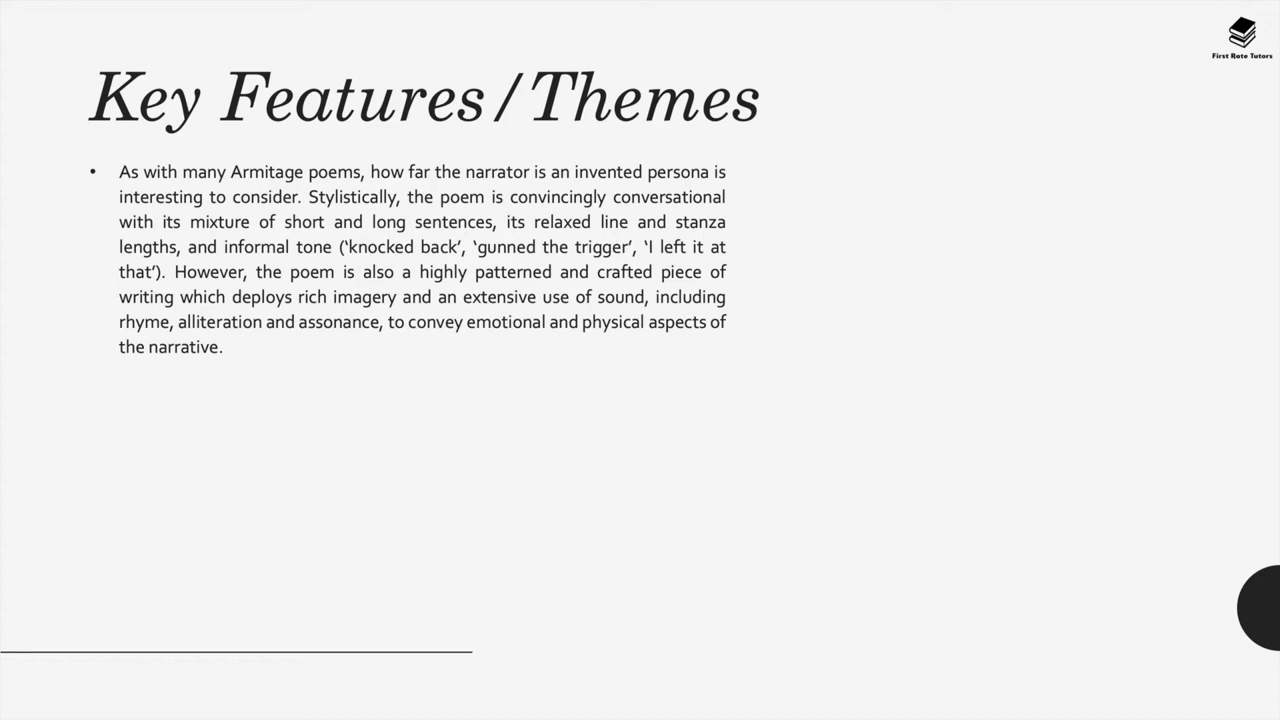 First Rate Tutors
Key Features/Themes
• As with many Armitage poems, how far the narrator is an invented persona is
interesting to consider. Stylistically, the poem is convincingly conversational
with its mixture of short and long sentences, its relaxed line and stanza
lengths, and informal tone (‘knocked back’, ‘gunned the trigger’, ‘I left it at
that’). However, the poem is also a highly patterned and crafted piece of
writing which deploys rich imagery and an extensive use of sound, including
rhyme, alliteration and assonance, to convey emotional and physical aspects of
the narrative.